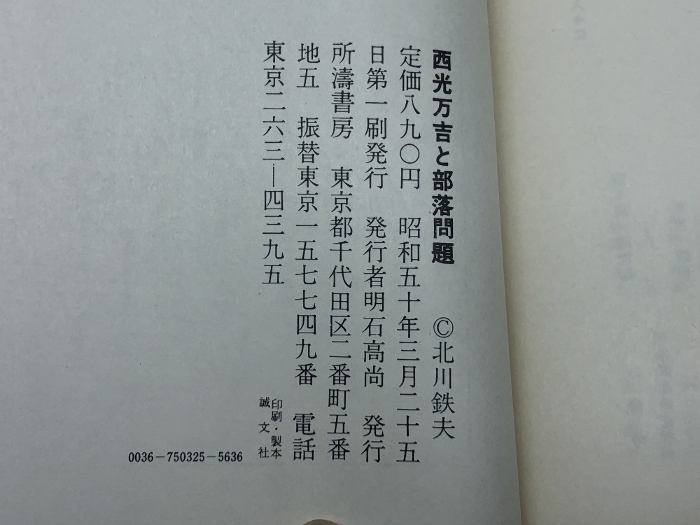 西光万吉と部落問題　©北川鉄夫
定価八九〇円　昭和五十年三月二十五
日第一刷発行　発行者明石高尚　発行
所濤書房　東京都千代田区二番町五番
地五　振替東京一五七七四九番　電話
東京二六三―四三九五
印刷・製本
誠文社
0036-750325-5636